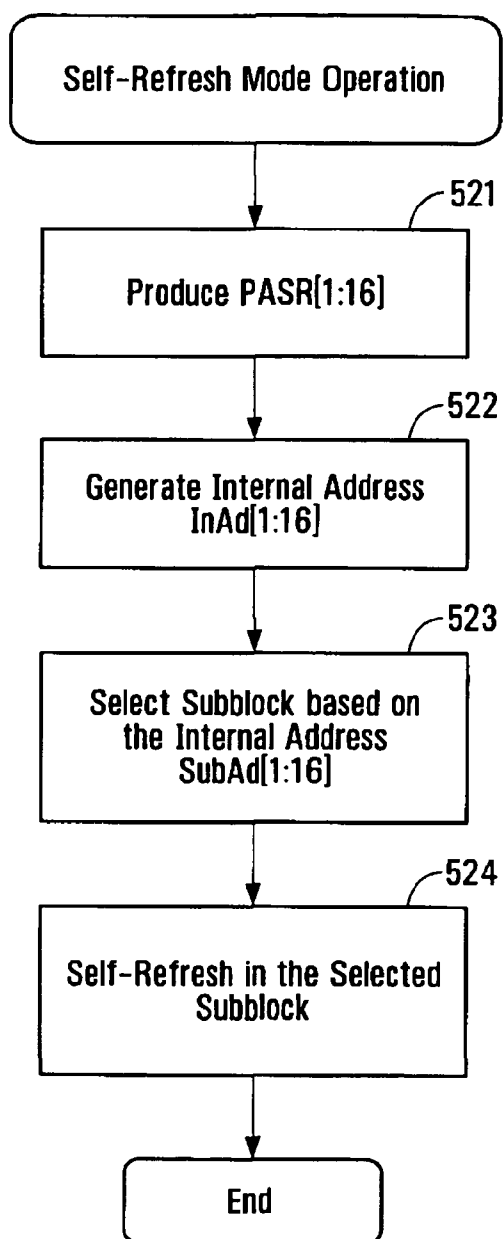 Self-Refresh Mode Operation
521
Produce PASR[1:16]
522
Generate Internal Address
InAd[1:16]
523
Select Subblock based on
the Internal Address
SubAd[1:16]
524
Self-Refresh in the Selected
Subblock
End